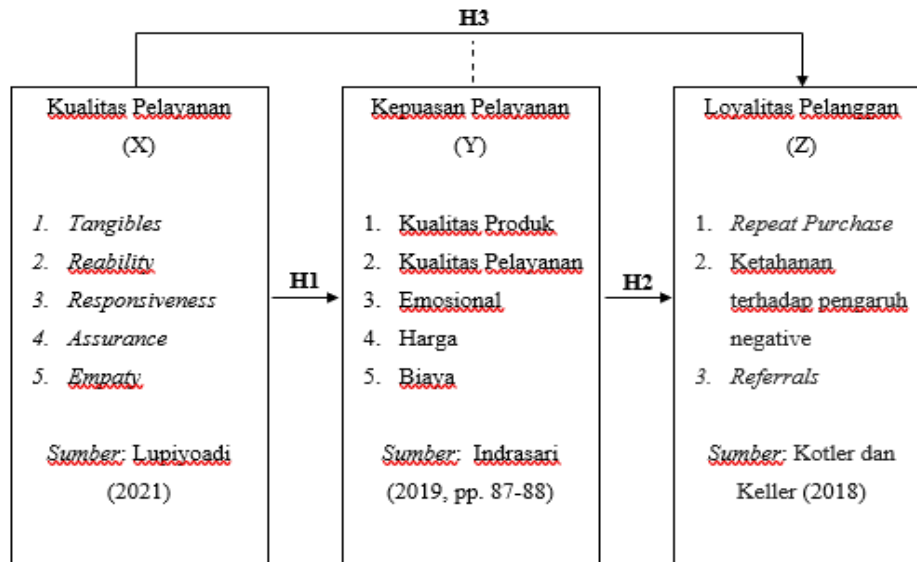 H3
Kualitas Pelayanan
(X)
1. Tangibles
2. Reability
3. Responsiveness
4. Assurance
5. Empaty
Sumber: Lupiyoadi
(2021)
H1
Kepuasan Pelayanan
(Y)
1. Kualitas Produk
2. Kualitas Pelayanan
3. Emosional
4. Harga
5. Biaya
Sumber: Indrasari
(2019, pp. 87-88)
H2
Loyalitas Pelanggan
(Z)
1. Repeat Purchase
2. Ketahanan
terhadap pengaruh
negative
3. Referrals
Sumber: Kotler dan
Keller (2018)